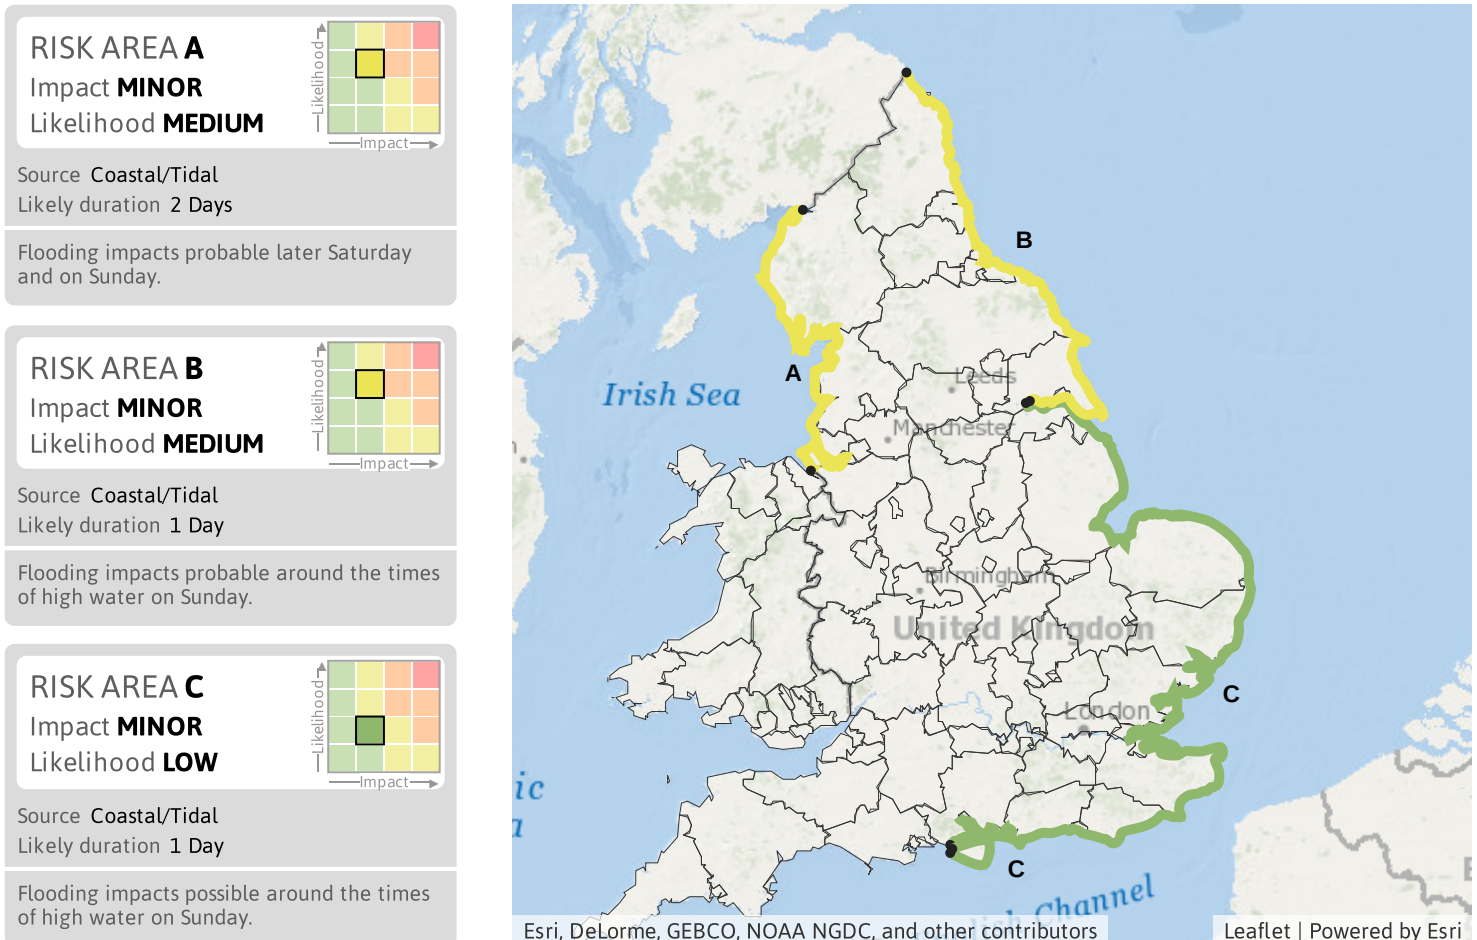 RISK AREA A
Impact MINOR
Likelihood MEDIUM
Likelihood
Impact
Source Coastal/Tidal
Likely duration 2 Days
Flooding impacts probable later Saturday
and on Sunday.
RISK AREA B
Impact MINOR
Likelihood MEDIUM
Likelihood
Impact
Source Coastal/Tidal
Likely duration 1 Day
Flooding impacts probable around the times
of high water on Sunday.
RISK AREA C
Impact MINOR
Likelihood LOW
Likelihood
Impact
Source Coastal/Tidal
Likely duration 1 Day
Flooding impacts possible around the times
of high water on Sunday.
B
A
Irish Sea
Leeds
Manchester
Birmingham
United Kingdom
C
London
C
Channel
Esri, DeLorme, GEBCO, NOAA NGDC, and other contributors
Leaflet | Powered by Esri